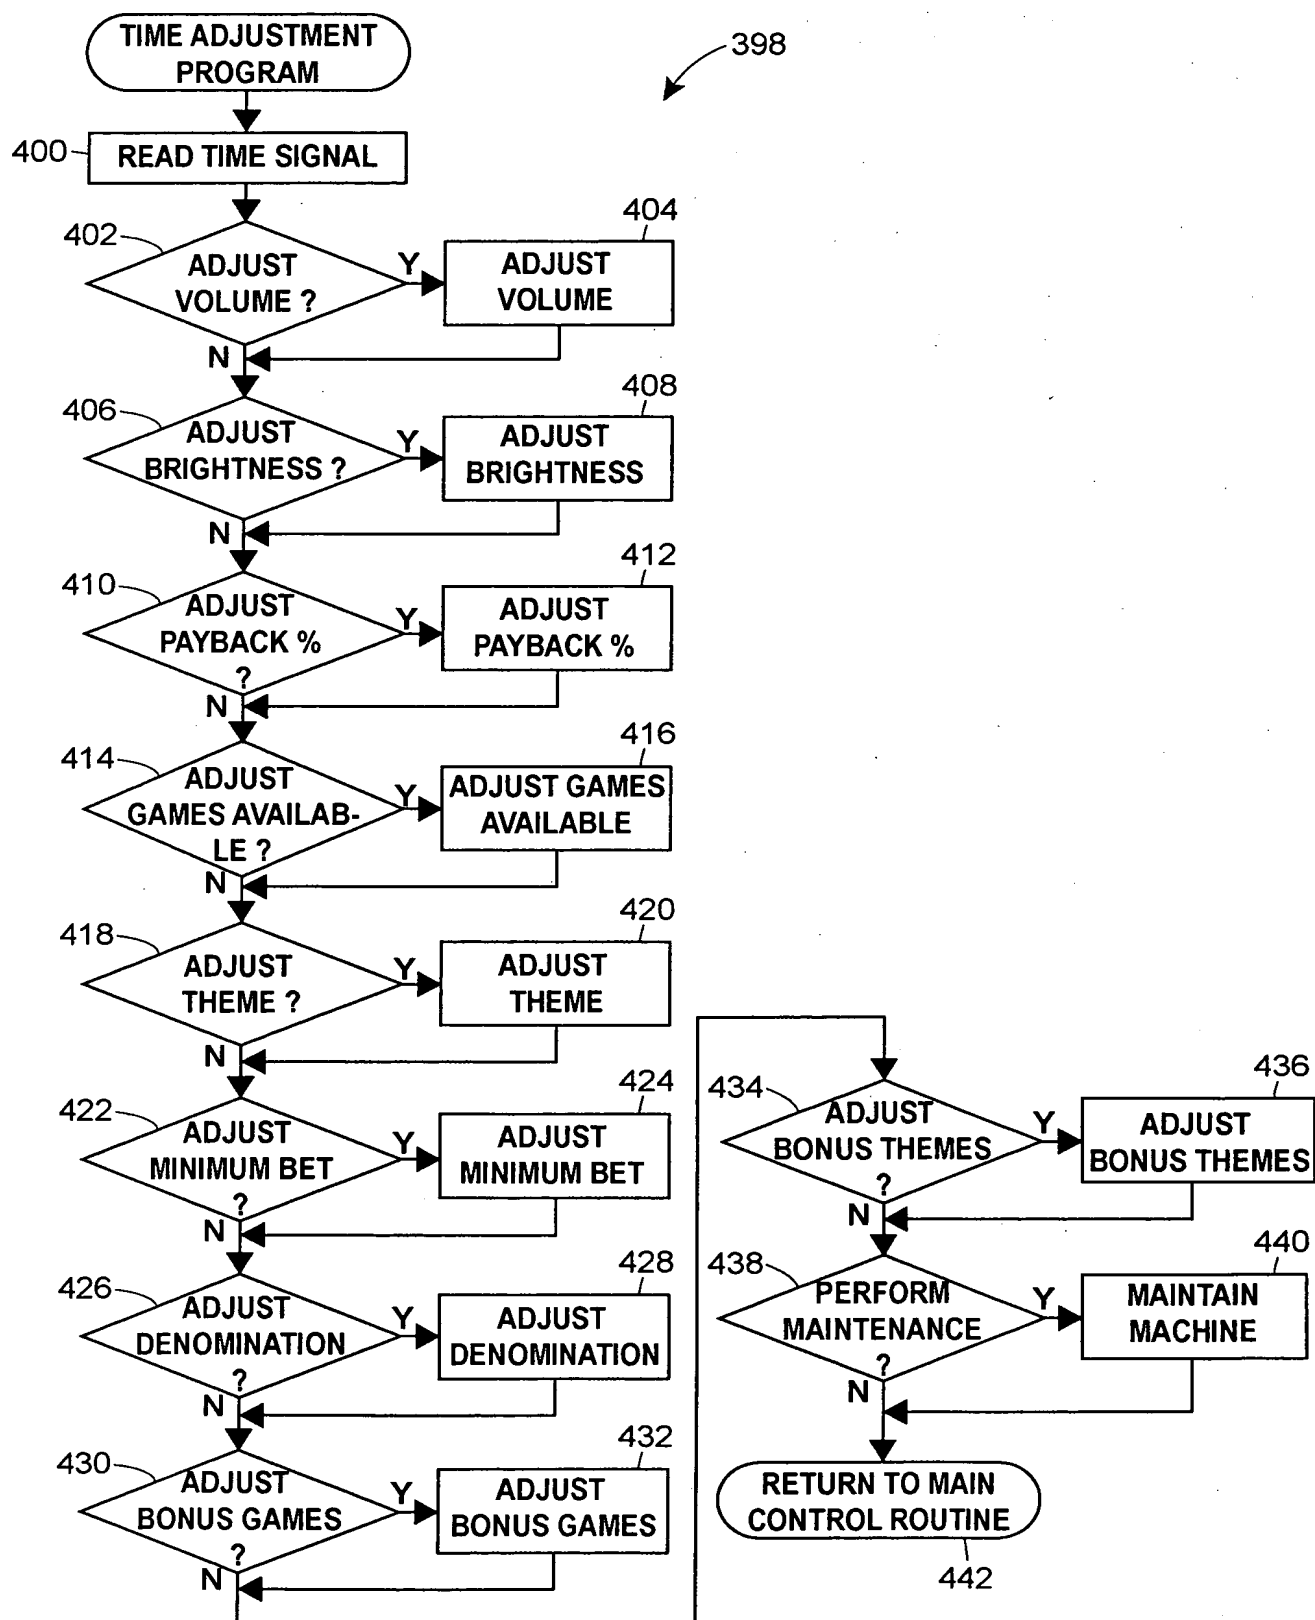 TIME ADJUSTMENT
PROGRAM
398
400
READ TIME SIGNAL
402
ADJUST
VOLUME ?
Y
N
404
ADJUST
VOLUME
406
ADJUST
BRIGHTNESS ?
Y
N
408
ADJUST
BRIGHTNESS
410
ADJUST
PAYBACK %
?
Y
N
412
ADJUST
PAYBACK %
414
ADJUST
GAMES AVAILAB-
LE ?
Y
N
416
ADJUST GAMES
AVAILABLE
418
ADJUST
THEME ?
Y
N
420
ADJUST
THEME
422
ADJUST
MINIMUM BET
?
Y
N
424
ADJUST
MINIMUM BET
426
ADJUST
DENOMINATION
?
Y
N
428
ADJUST
DENOMINATION
430
ADJUST
BONUS GAMES
?
Y
N
432
ADJUST
BONUS GAMES
434
ADJUST
BONUS THEMES
?
Y
N
436
ADJUST
BONUS THEMES
438
PERFORM
MAINTENANCE
?
Y
N
440
MAINTAIN
MACHINE
RETURN TO MAIN
CONTROL ROUTINE
442